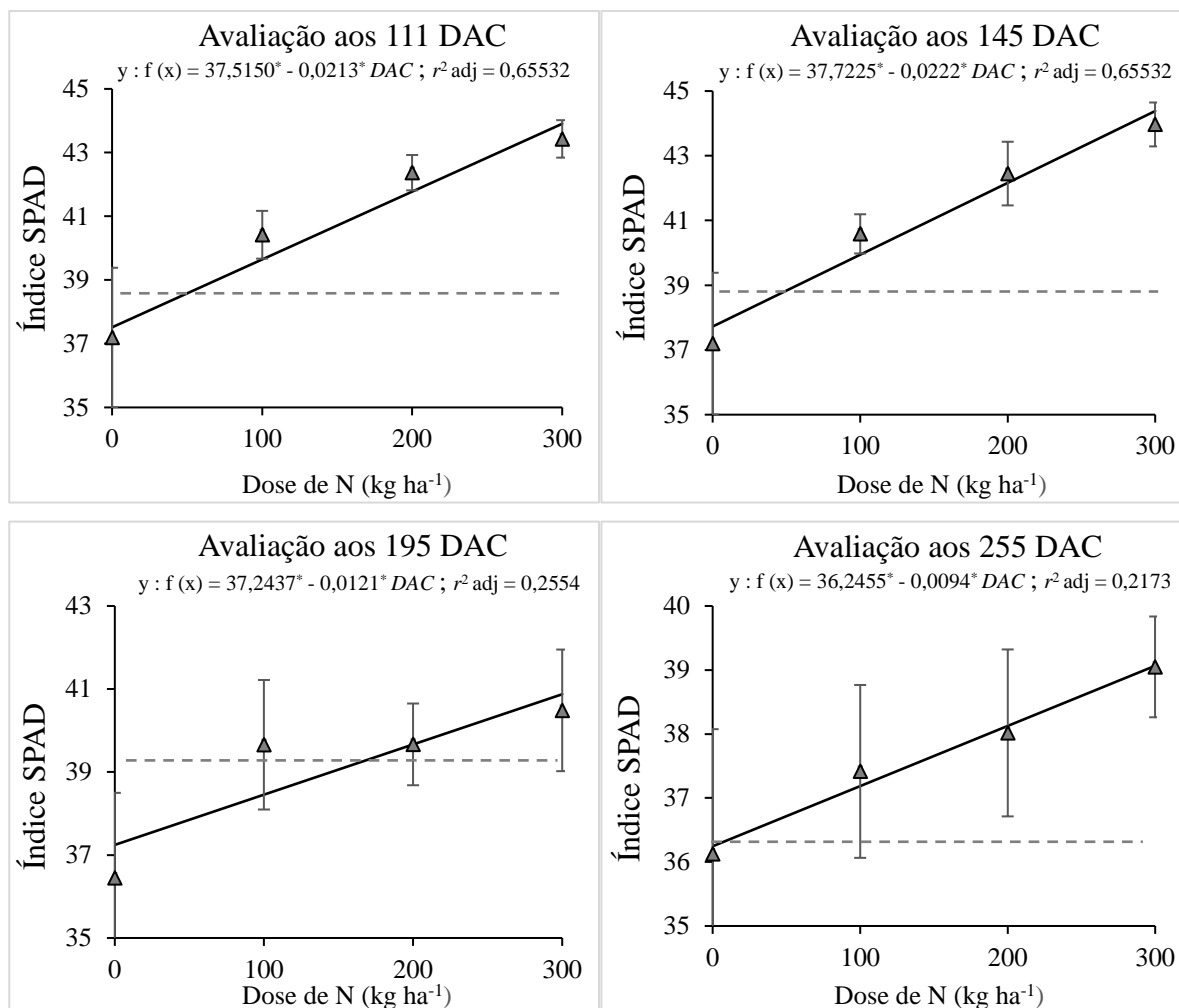 Avaliação aos 111 DAC
y : f (x) = 37,5150* - 0,0213* DAC ; r² adj = 0,65532
45
43
41
39
37
35
Índice SPAD
0 100 200 300
Dose de N (kg ha⁻¹)
Avaliação aos 145 DAC
y : f (x) = 37,7225* - 0,0222* DAC ; r² adj = 0,65532
45
43
41
39
37
35
Índice SPAD
0 100 200 300
Dose de N (kg ha⁻¹)
Avaliação aos 195 DAC
y : f (x) = 37,2437* - 0,0121* DAC ; r² adj = 0,2554
43
41
39
37
35
Índice SPAD
0 100 200 300
Dose de N (kg ha⁻¹)
Avaliação aos 255 DAC
y : f (x) = 36,2455* - 0,0094* DAC ; r² adj = 0,2173
40
39
38
37
36
35
Índice SPAD
0 100 200 300
Dose de N (kg ha⁻¹)